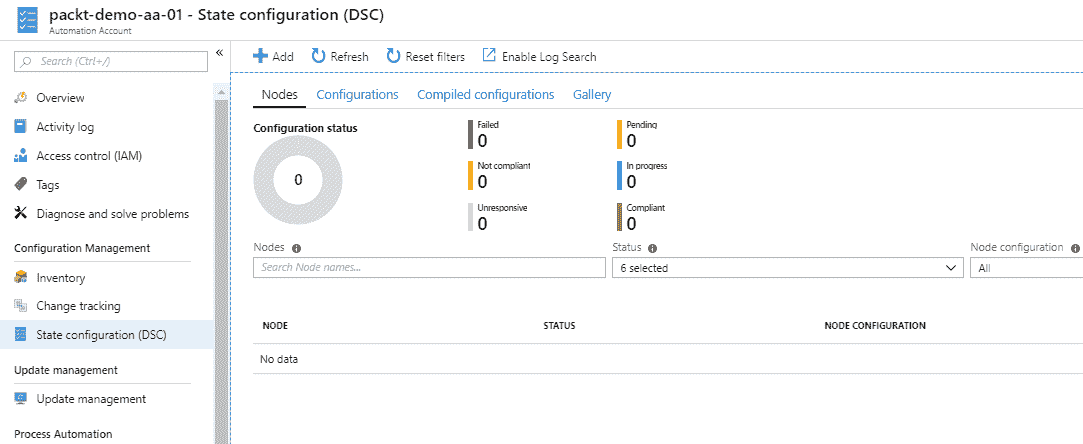 packt-demo-aa-01 - State configuration (DSC)
Automation Account
Search (Ctrl+/)
«
Overview
Activity log
Access control (IAM)
Tags
Diagnose and solve problems
Configuration Management
Inventory
Change tracking
State configuration (DSC)
Update management
Update management
Process Automation
Add Refresh Reset filters Enable Log Search
Nodes Configurations Compiled configurations Gallery
Configuration status
0
Failed
0
Pending
0
Not compliant
0
In progress
0
Unresponsive
0
Compliant
0
Nodes
Search Node names...
Status
6 selected
Node configuration
All
NODE STATUS NODE CONFIGURATION
No data